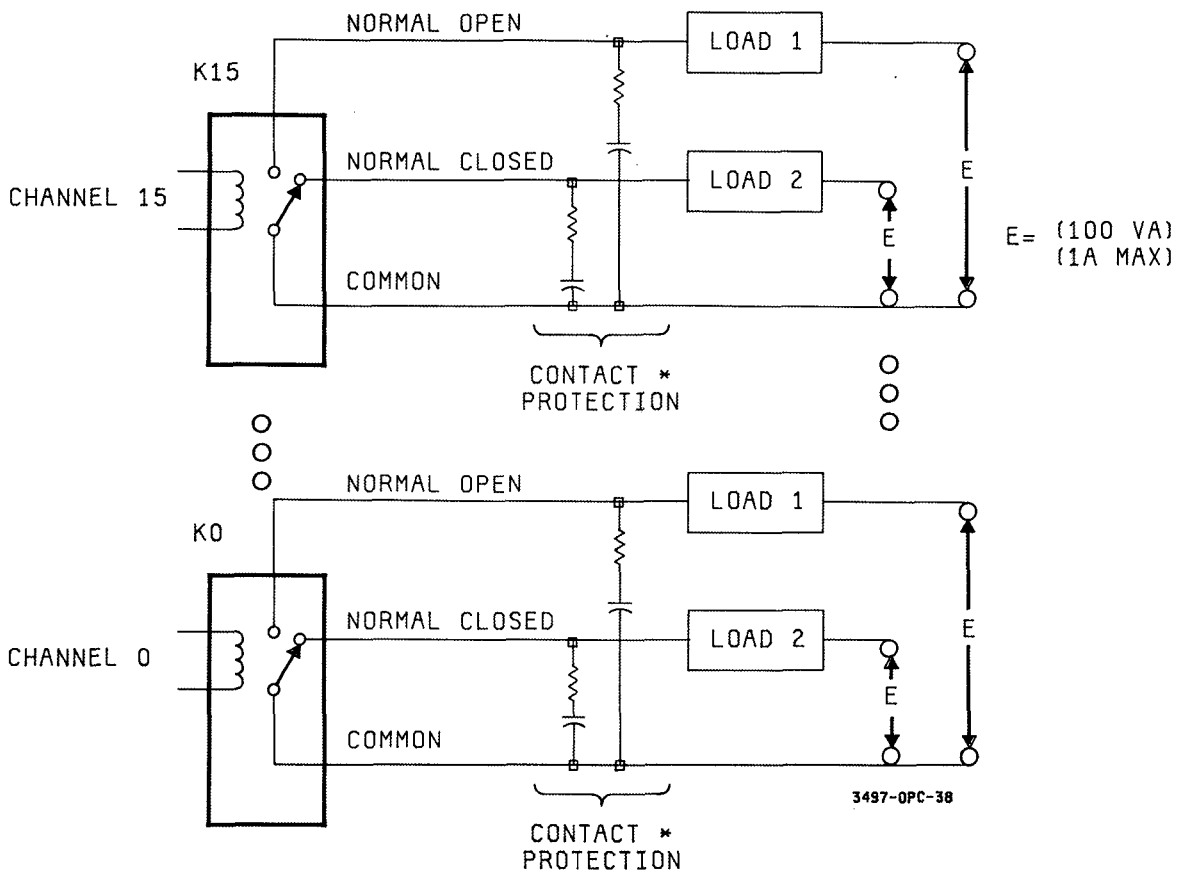 NORMAL OPEN
LOAD 1
K15
NORMAL CLOSED
LOAD 2
CHANNEL 15
E
E
E= (100 VA)
(1A MAX)
COMMON
CONTACT *
PROTECTION
NORMAL OPEN
LOAD 1
K0
NORMAL CLOSED
LOAD 2
CHANNEL 0
E
E
COMMON
3497-OPC-38
CONTACT *
PROTECTION